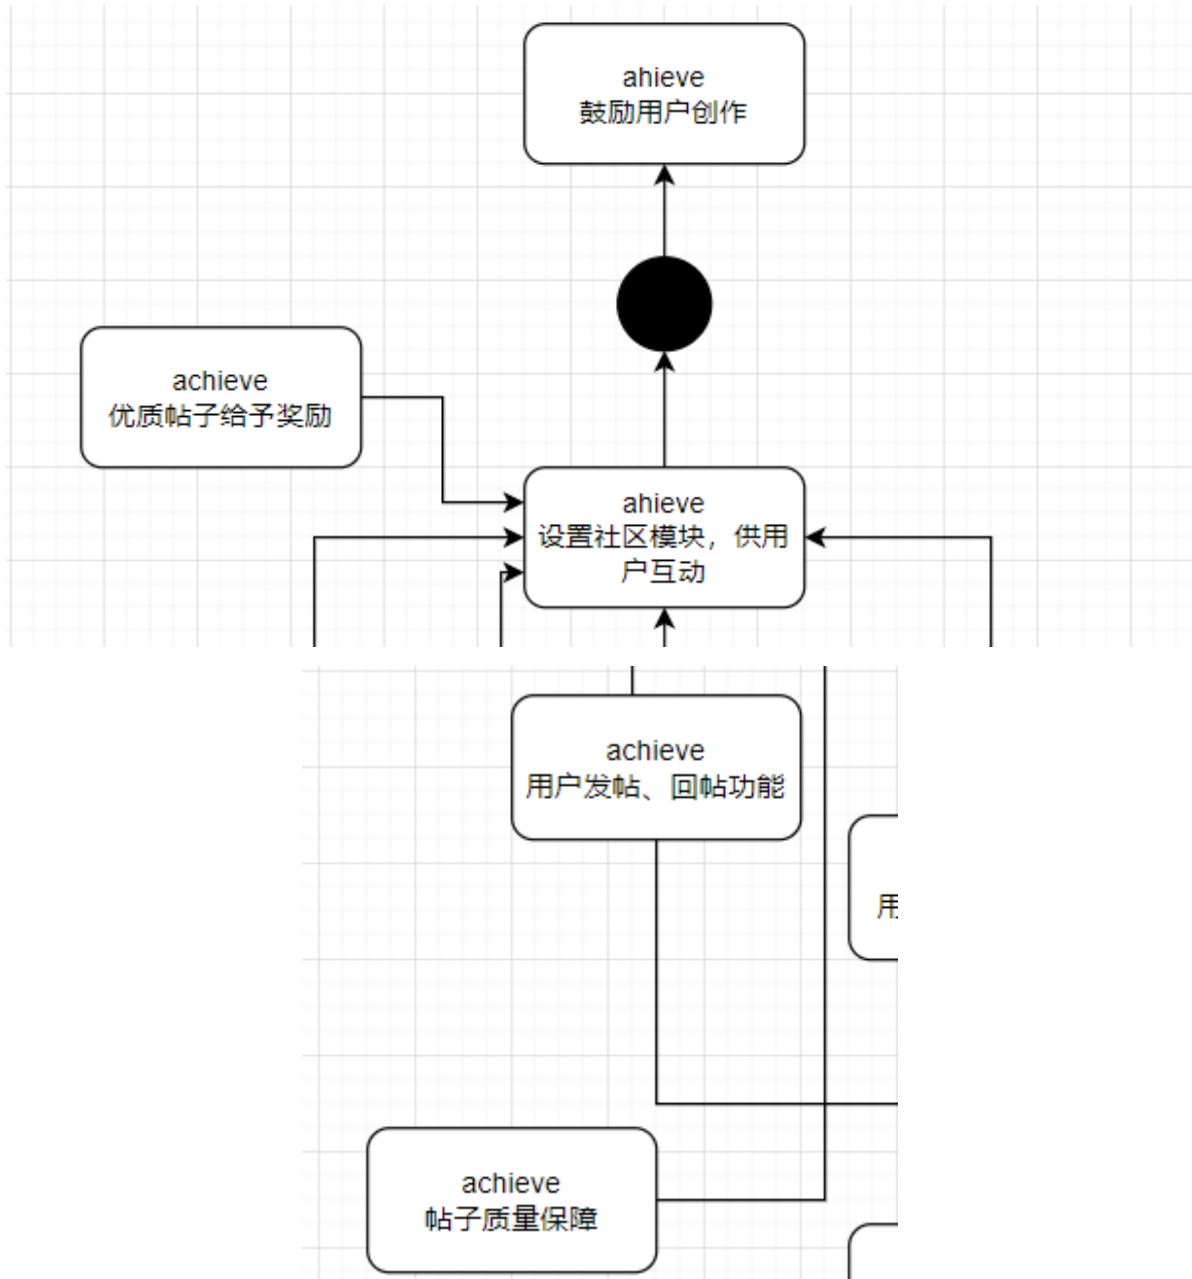 ahieve
鼓励用户创作
achieve
优质帖子给予奖励
ahieve
设置社区模块，供用
户互动
achieve
用户发帖、回帖功能
用
achieve
帖子质量保障